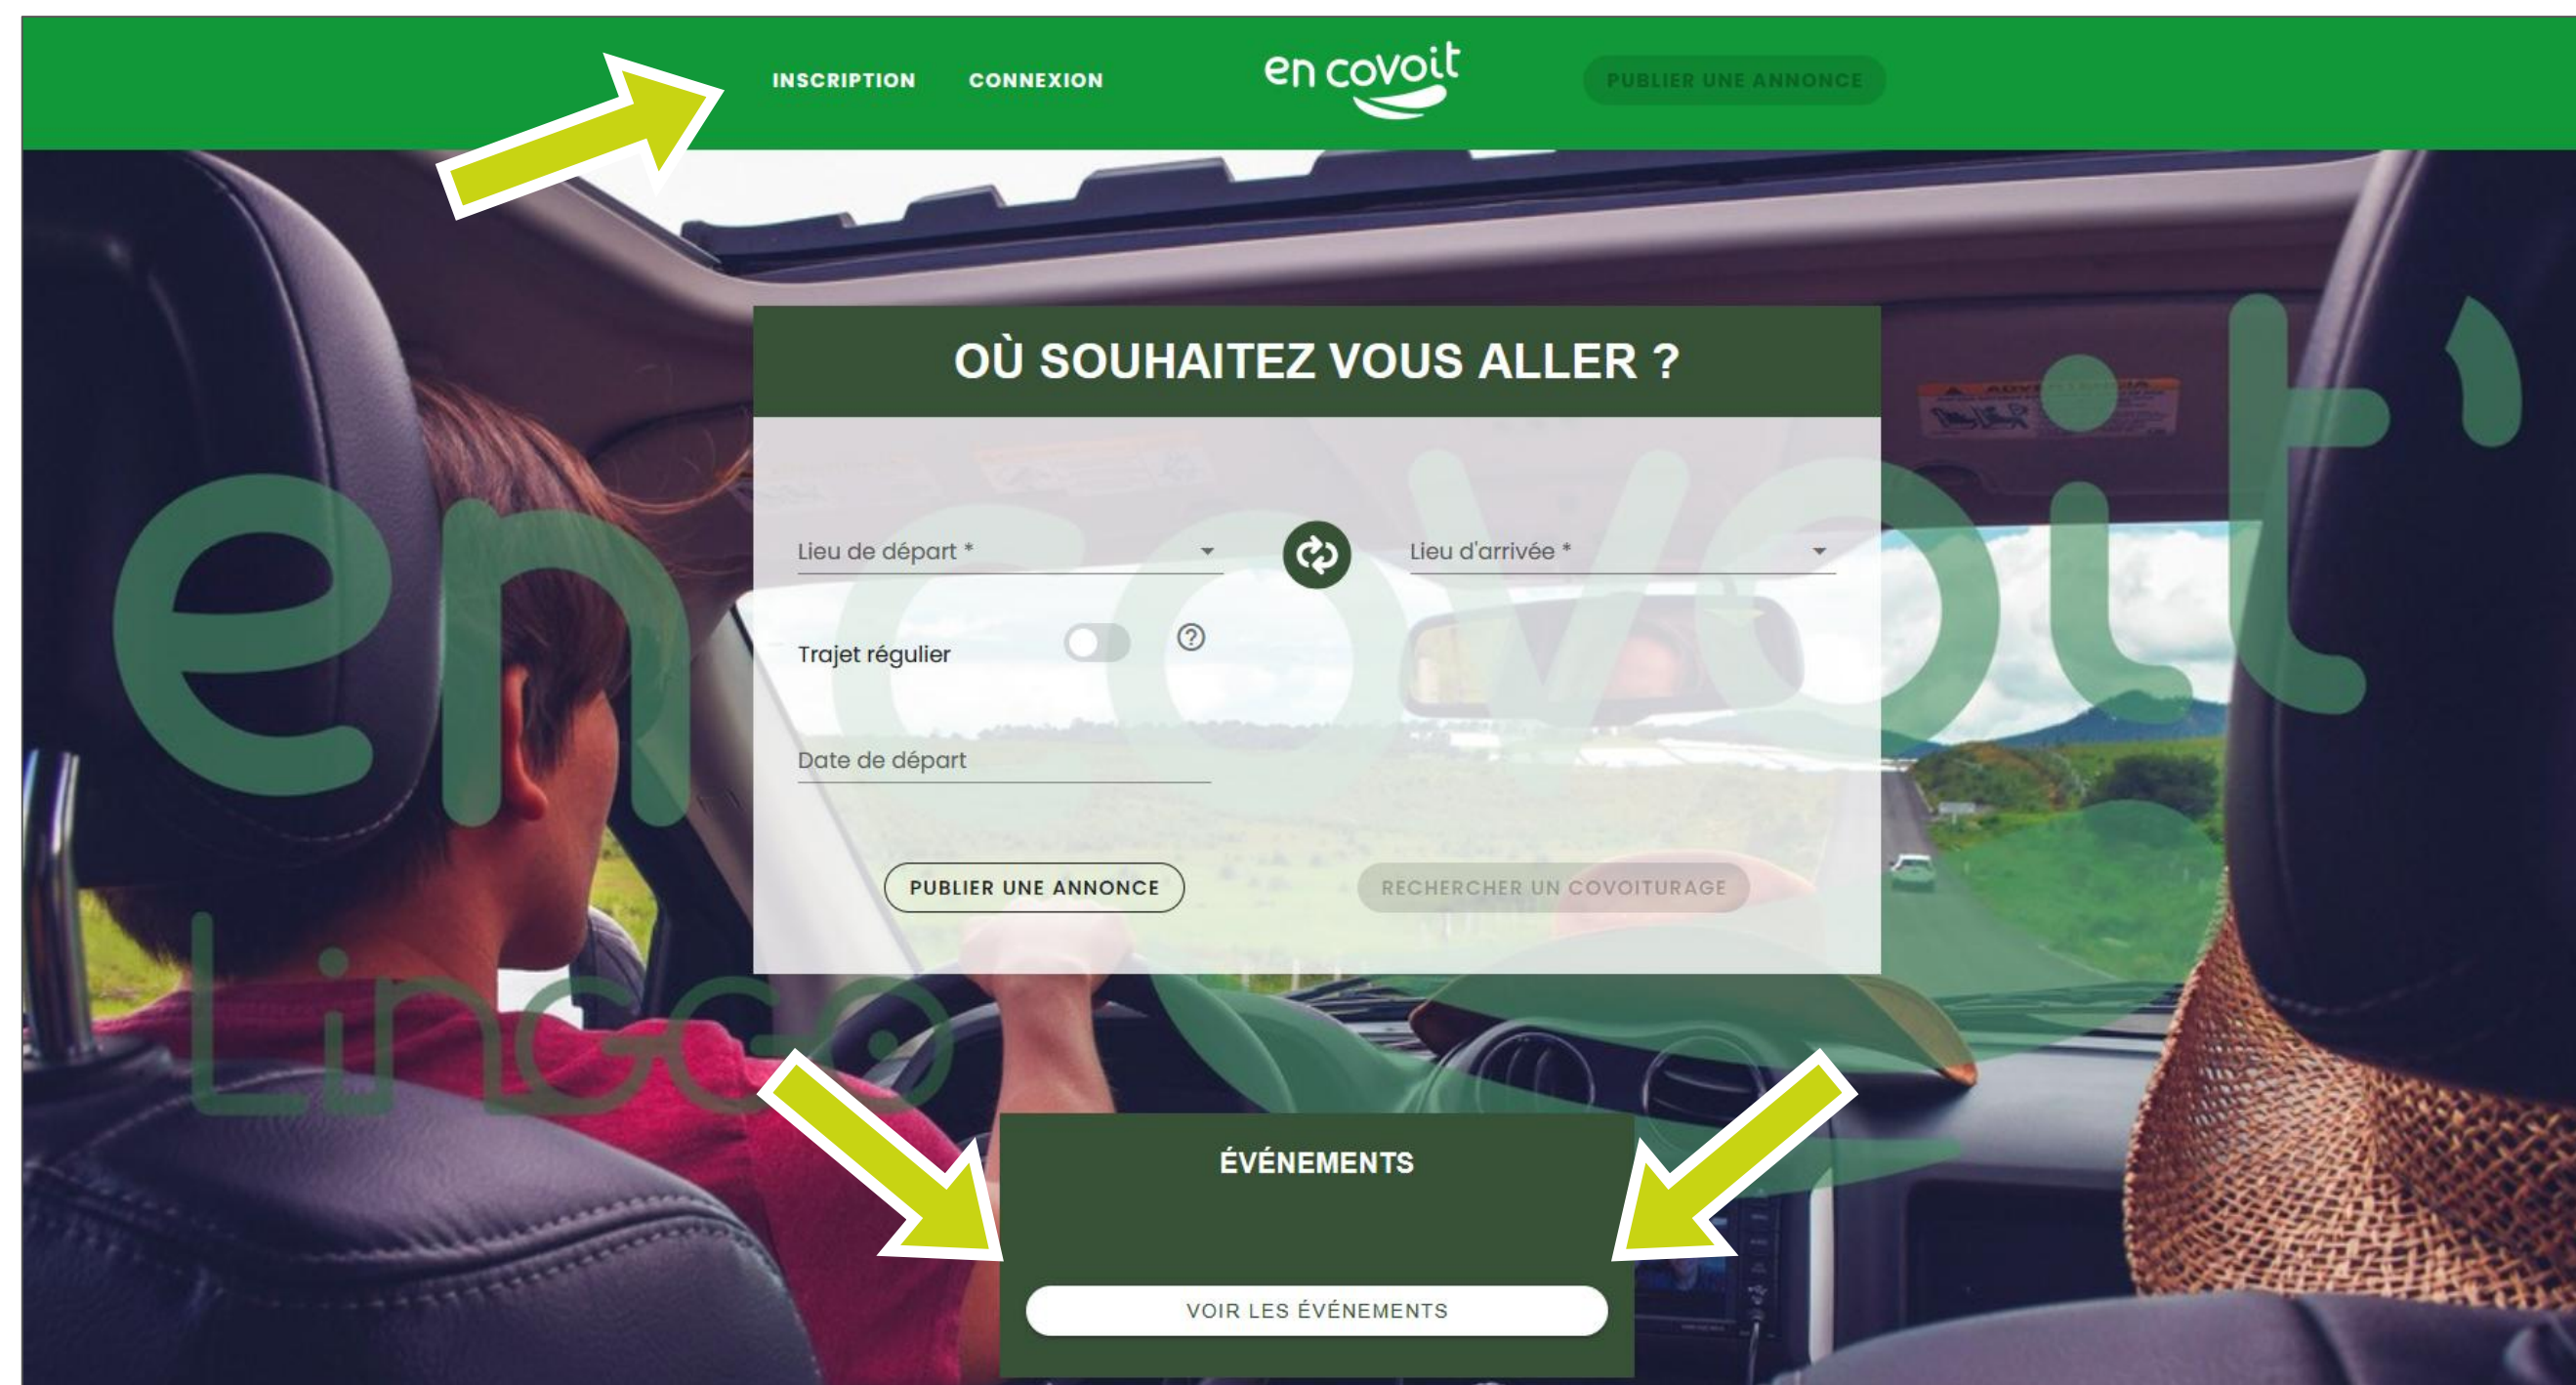 INSCRIPTION CONNEXION en covoit PUBLIER UNE ANNONCE
OÙ SOUHAITEZ VOUS ALLER ?
en covoit'
Lieu de départ * Lieu d'arrivée *
Trajet régulier ?
Date de départ
PUBLIER UNE ANNONCE RECHERCHER UN COVOITURAGE
LinGGO
ÉVÉNEMENTS
VOIR LES ÉVÉNEMENTS